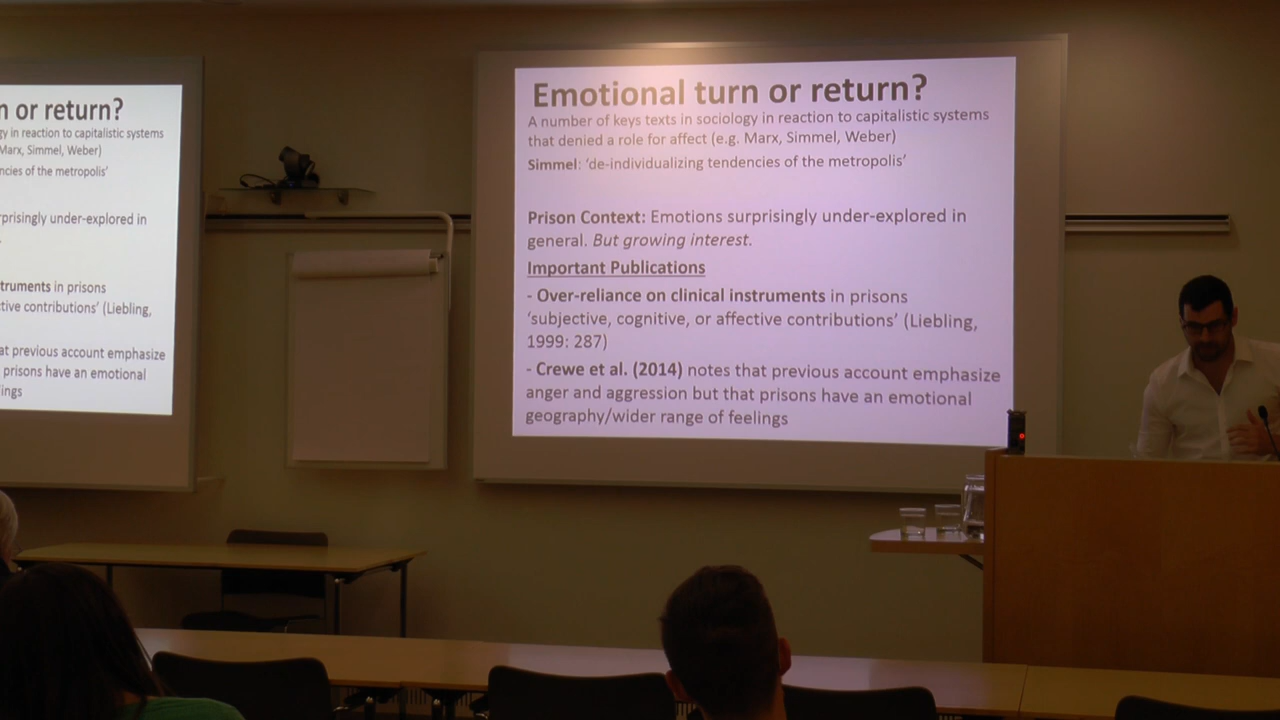 n or return?
gy in reaction to capitalistic systems
Marx, Simmel, Weber)
ncies of the metropolis'
rprisingly under-explored in
truments in prisons
ctive contributions' (Liebling,
at previous account emphasize
prisons have an emotional
ings
Emotional turn or return?
A number of keys texts in sociology in reaction to capitalistic systems
that denied a role for affect (e.g. Marx, Simmel, Weber)
Simmel: 'de-individualizing tendencies of the metropolis'
Prison Context: Emotions surprisingly under-explored in
general. But growing interest.
Important Publications
- Over-reliance on clinical instruments in prisons
'subjective, cognitive, or affective contributions' (Liebling,
1999: 287)
- Crewe et al. (2014) notes that previous account emphasize
anger and aggression but that prisons have an emotional
geography/wider range of feelings